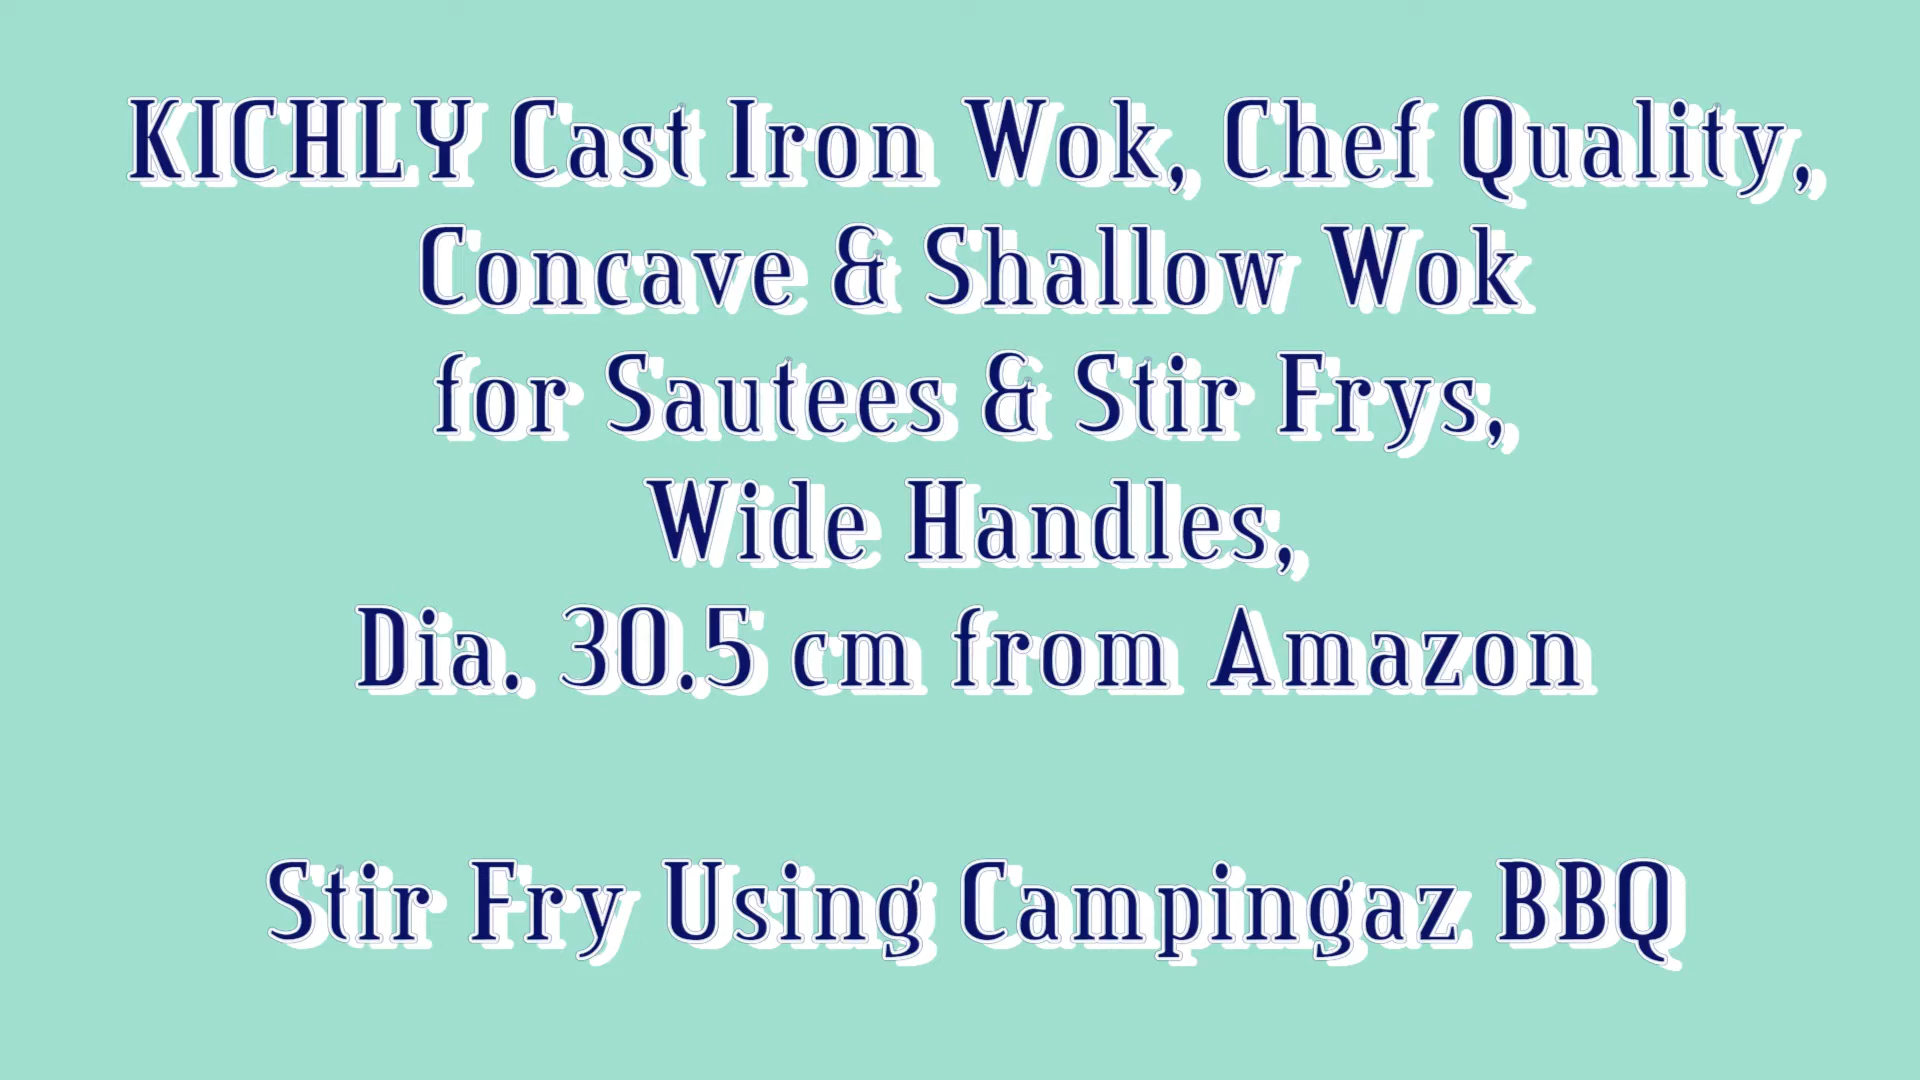 KICHLY Cast Iron Wok, Chef Quality,
Concave & Shallow Wok
for Sautees & Stir Frys,
Wide Handles,
Dia. 30.5 cm from Amazon
Stir Fry Using Campingaz BBQ